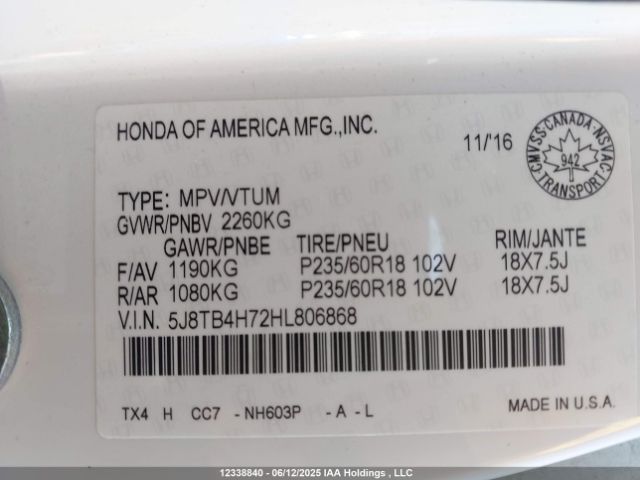 HONDA OF AMERICA MFG.,INC.
11/'16
CMVSS CANADA NSVAC
942
TRANSPORT
TYPE: MPV/VTUM
GVWR/PNBV 2260KG
GAWR/PNBE TIRE/PNEU RIM/JANTE
F/AV 1190KG P235/60R18 102V 18X7.5J
R/AR 1080KG P235/60R18 102V 18X7.5J
V.I.N. 5J8TB4H72HL806868
TX4 H CC7 - NH603P - A - L
MADE IN U.S.A.
12338840 - 06/12/2025 IAA Holdings , LLC